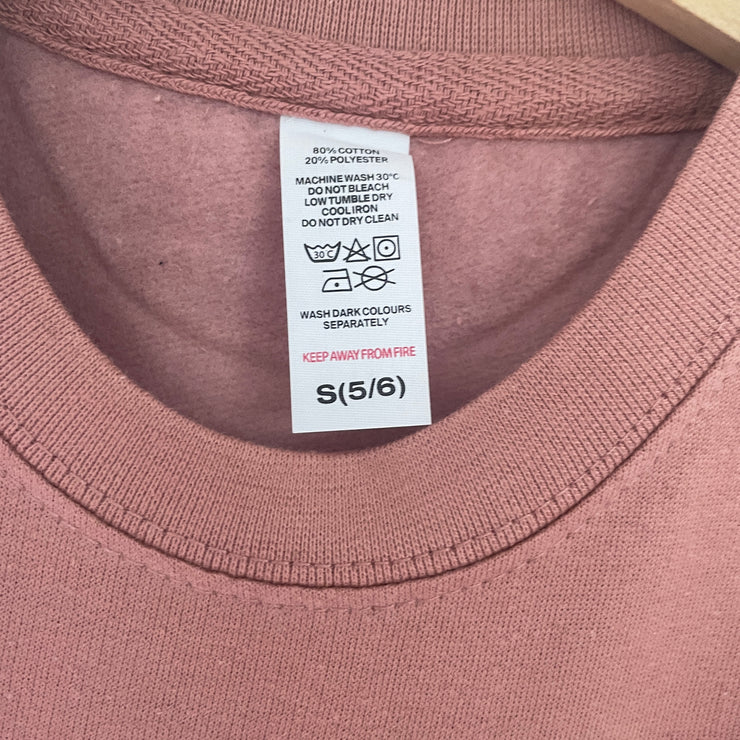 80% COTTON
20% POLYESTER
MACHINE WASH 30°C
DO NOT BLEACH
LOW TUMBLE DRY
COOL IRON
DO NOT DRY CLEAN
30°C
WASH DARK COLOURS
SEPARATELY
KEEP AWAY FROM FIRE
S(5/6)